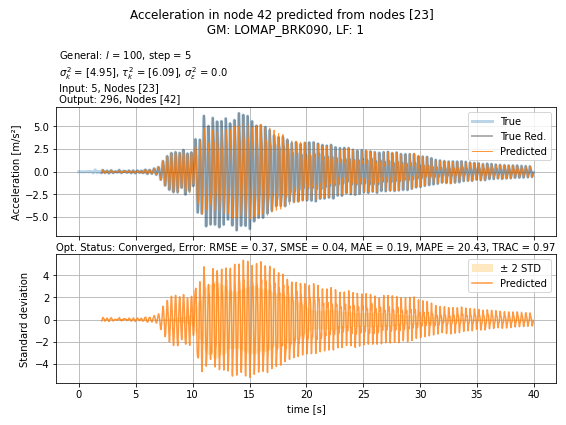 Acceleration in node 42 predicted from nodes [23]
GM: LOMAP_BRK090, LF: 1
General: l = 100, step = 5
σ_k² = [4.95], τ_k² = [6.09], σ_ε² = 0.0
Input: 5, Nodes [23]
Output: 296, Nodes [42]
Acceleration [m/s²]
5.0
2.5
0.0
−2.5
−5.0
True
True Red.
Predicted
Opt. Status: Converged, Error: RMSE = 0.37, SMSE = 0.04, MAE = 0.19, MAPE = 20.43, TRAC = 0.97
Standard deviation
4
2
0
−2
−4
± 2 STD
Predicted
0 5 10 15 20 25 30 35 40
time [s]